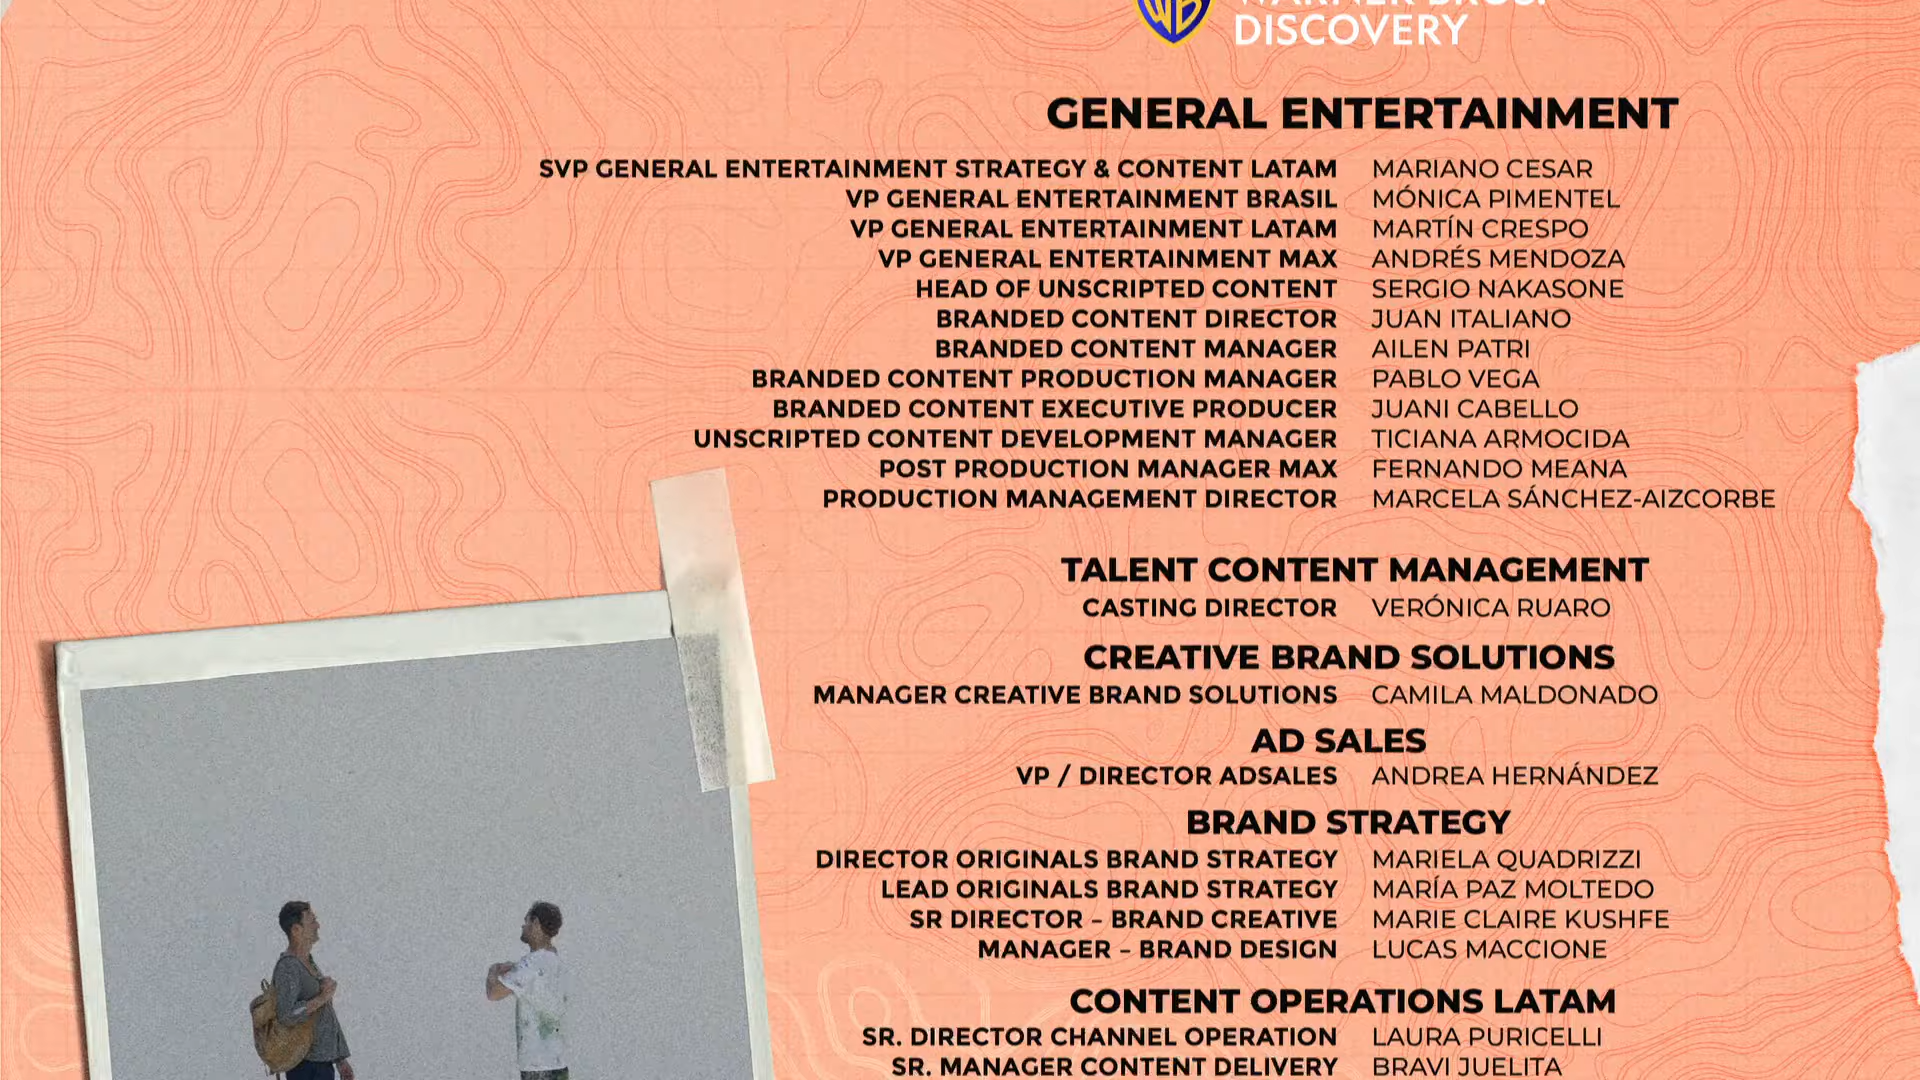 WB
WARNER BROS.
DISCOVERY
GENERAL ENTERTAINMENT
SVP GENERAL ENTERTAINMENT STRATEGY & CONTENT LATAM MARIANO CESAR
VP GENERAL ENTERTAINMENT BRASIL MÓNICA PIMENTEL
VP GENERAL ENTERTAINMENT LATAM MARTÍN CRESPO
VP GENERAL ENTERTAINMENT MAX ANDRÉS MENDOZA
HEAD OF UNSCRIPTED CONTENT SERGIO NAKASONE
BRANDED CONTENT DIRECTOR JUAN ITALIANO
BRANDED CONTENT MANAGER AILEN PATRI
BRANDED CONTENT PRODUCTION MANAGER PABLO VEGA
BRANDED CONTENT EXECUTIVE PRODUCER JUANI CABELLO
UNSCRIPTED CONTENT DEVELOPMENT MANAGER TICIANA ARMOCIDA
POST PRODUCTION MANAGER MAX FERNANDO MEANA
PRODUCTION MANAGEMENT DIRECTOR MARCELA SÁNCHEZ-AIZCORBE
TALENT CONTENT MANAGEMENT
CASTING DIRECTOR VERÓNICA RUARO
CREATIVE BRAND SOLUTIONS
MANAGER CREATIVE BRAND SOLUTIONS CAMILA MALDONADO
AD SALES
VP / DIRECTOR ADSALES ANDREA HERNÁNDEZ
BRAND STRATEGY
DIRECTOR ORIGINALS BRAND STRATEGY MARIELA QUADRIZZI
LEAD ORIGINALS BRAND STRATEGY MARÍA PAZ MOLTEDO
SR DIRECTOR – BRAND CREATIVE MARIE CLAIRE KUSHFE
MANAGER – BRAND DESIGN LUCAS MACCIONE
CONTENT OPERATIONS LATAM
SR. DIRECTOR CHANNEL OPERATION LAURA PURICELLI
SR. MANAGER CONTENT DELIVERY BRAVI JUELITA